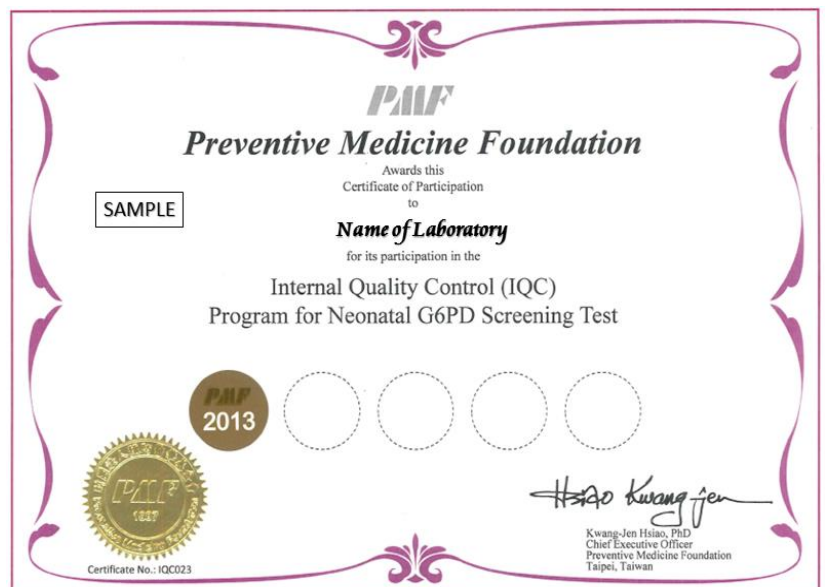 PMF
Preventive Medicine Foundation
Awards this
Certificate of Participation
to
SAMPLE
Name of Laboratory
for its participation in the
Internal Quality Control (IQC)
Program for Neonatal G6PD Screening Test
PMF
2013
PMF
Hsiao Kwang-jen
Kwang-Jen Hsiao, PhD
Chief Executive Officer
Preventive Medicine Foundation
Taipei, Taiwan
Certificate No.: IQC023